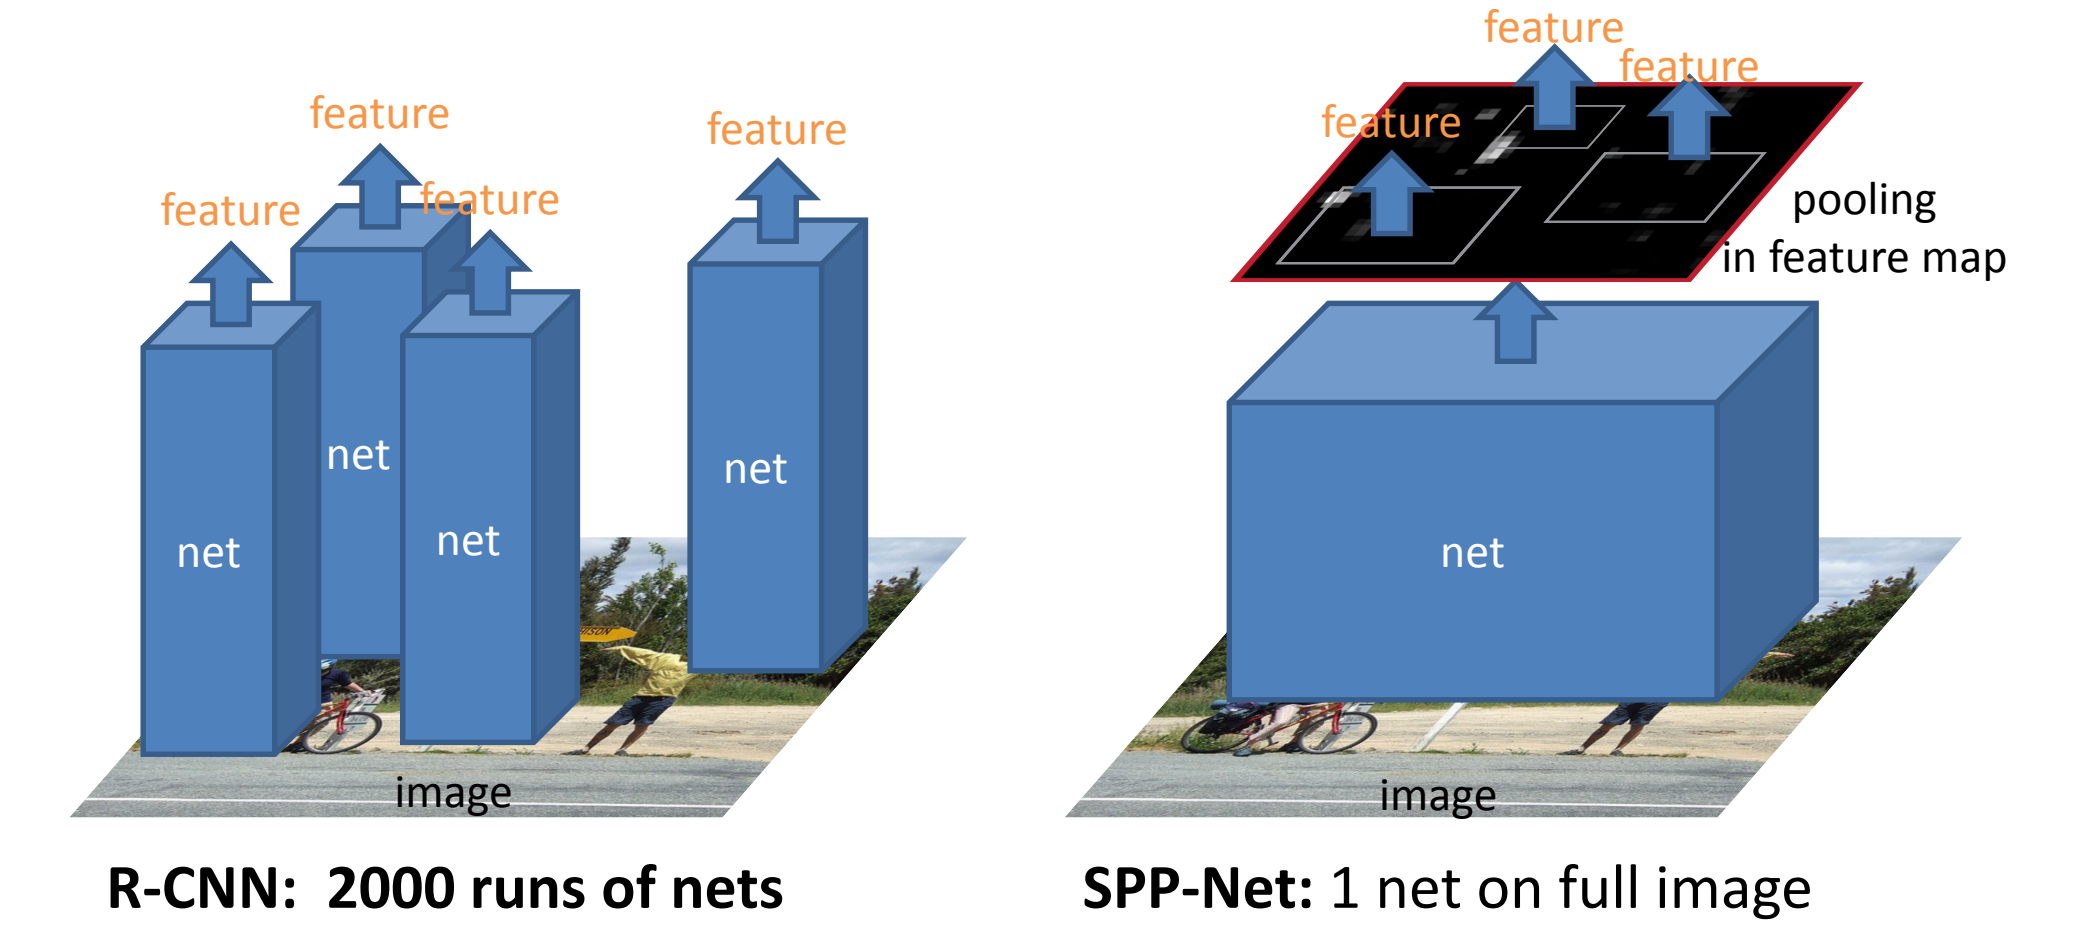 feature
feature
feature
feature
net
net
net
net
HISON
image
R-CNN: 2000 runs of nets
feature
feature
feature
pooling
in feature map
net
image
SPP-Net: 1 net on full image